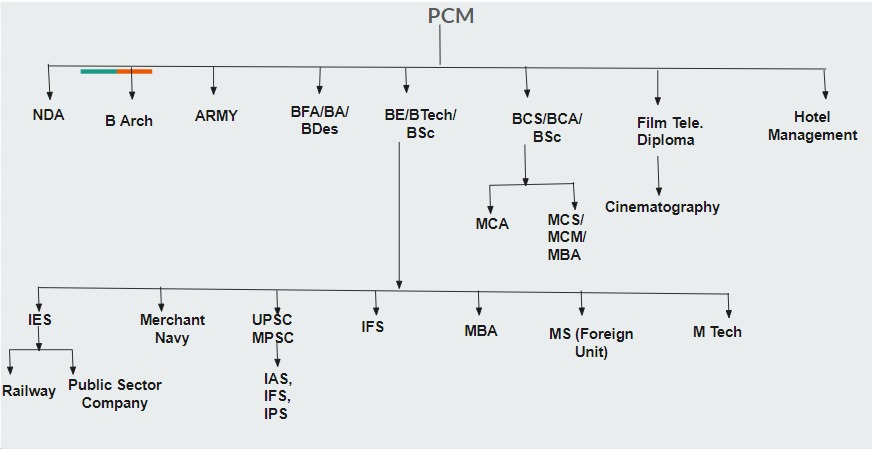 PCM
NDA
B Arch
ARMY
BFA/BA/
BDes
BE/BTech/
BSc
BCS/BCA/
BSc
Film Tele.
Diploma
Hotel
Management
MCA
MCS/
MCM/
MBA
Cinematography
IES
Merchant
Navy
UPSC
MPSC
IFS
MBA
MS (Foreign
Unit)
M Tech
Railway
Public Sector
Company
IAS,
IFS,
IPS